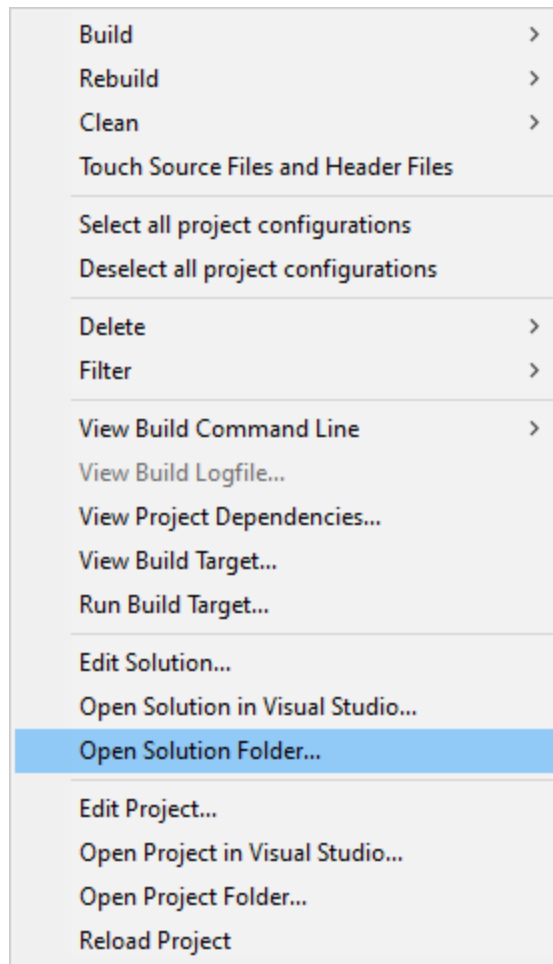 Build
Rebuild
Clean
Touch Source Files and Header Files
Select all project configurations
Deselect all project configurations
Delete
Filter
View Build Command Line
View Build Logfile...
View Project Dependencies...
View Build Target...
Run Build Target...
Edit Solution...
Open Solution in Visual Studio...
Open Solution Folder...
Edit Project...
Open Project in Visual Studio...
Open Project Folder...
Reload Project